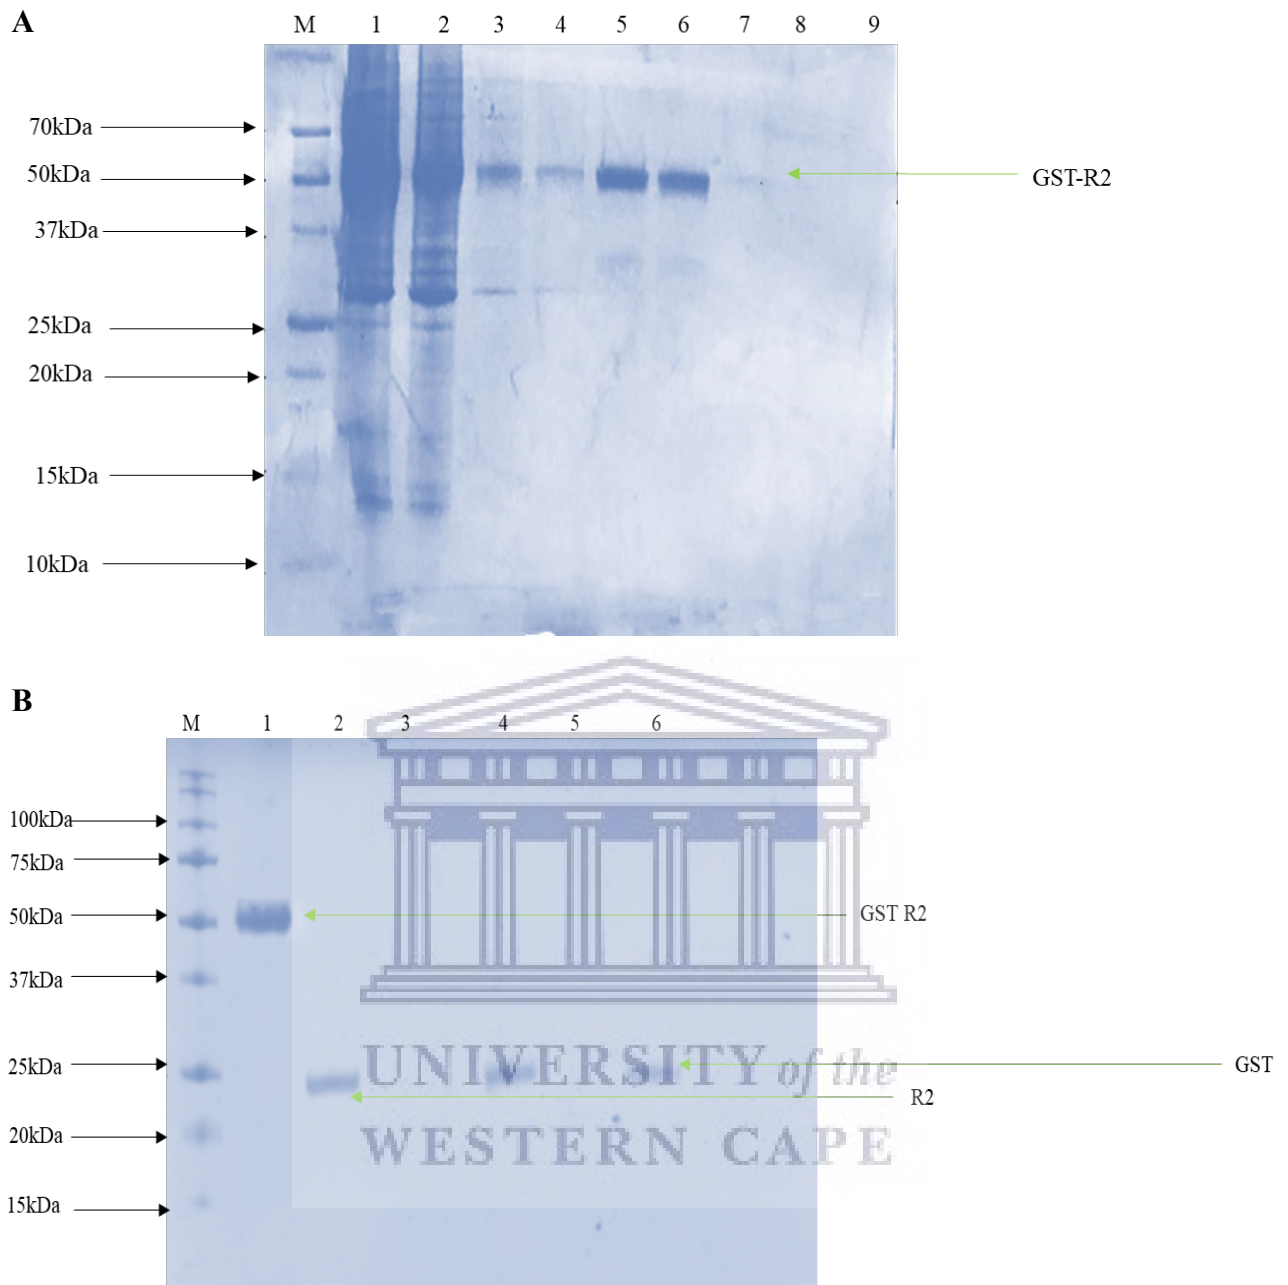 A
M 1 2 3 4 5 6 7 8 9
70kDa
50kDa
GST-R2
37kDa
25kDa
20kDa
15kDa
10kDa
B
M 1 2 3 4 5 6
100kDa
75kDa
50kDa
GST R2
37kDa
25kDa
GST
R2
20kDa
15kDa
UNIVERSITY of the
WESTERN CAPE